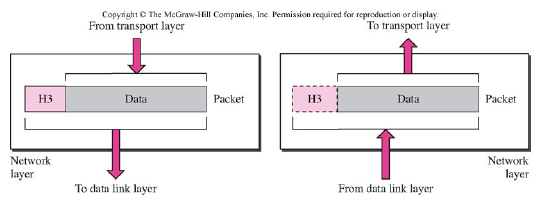 Copyright © The McGraw-Hill Companies, Inc. Permission required for reproduction or display.
From transport layer
H3
Data
Packet
Network
layer
To data link layer
To transport layer
H3
Data
Packet
Network
layer
From data link layer